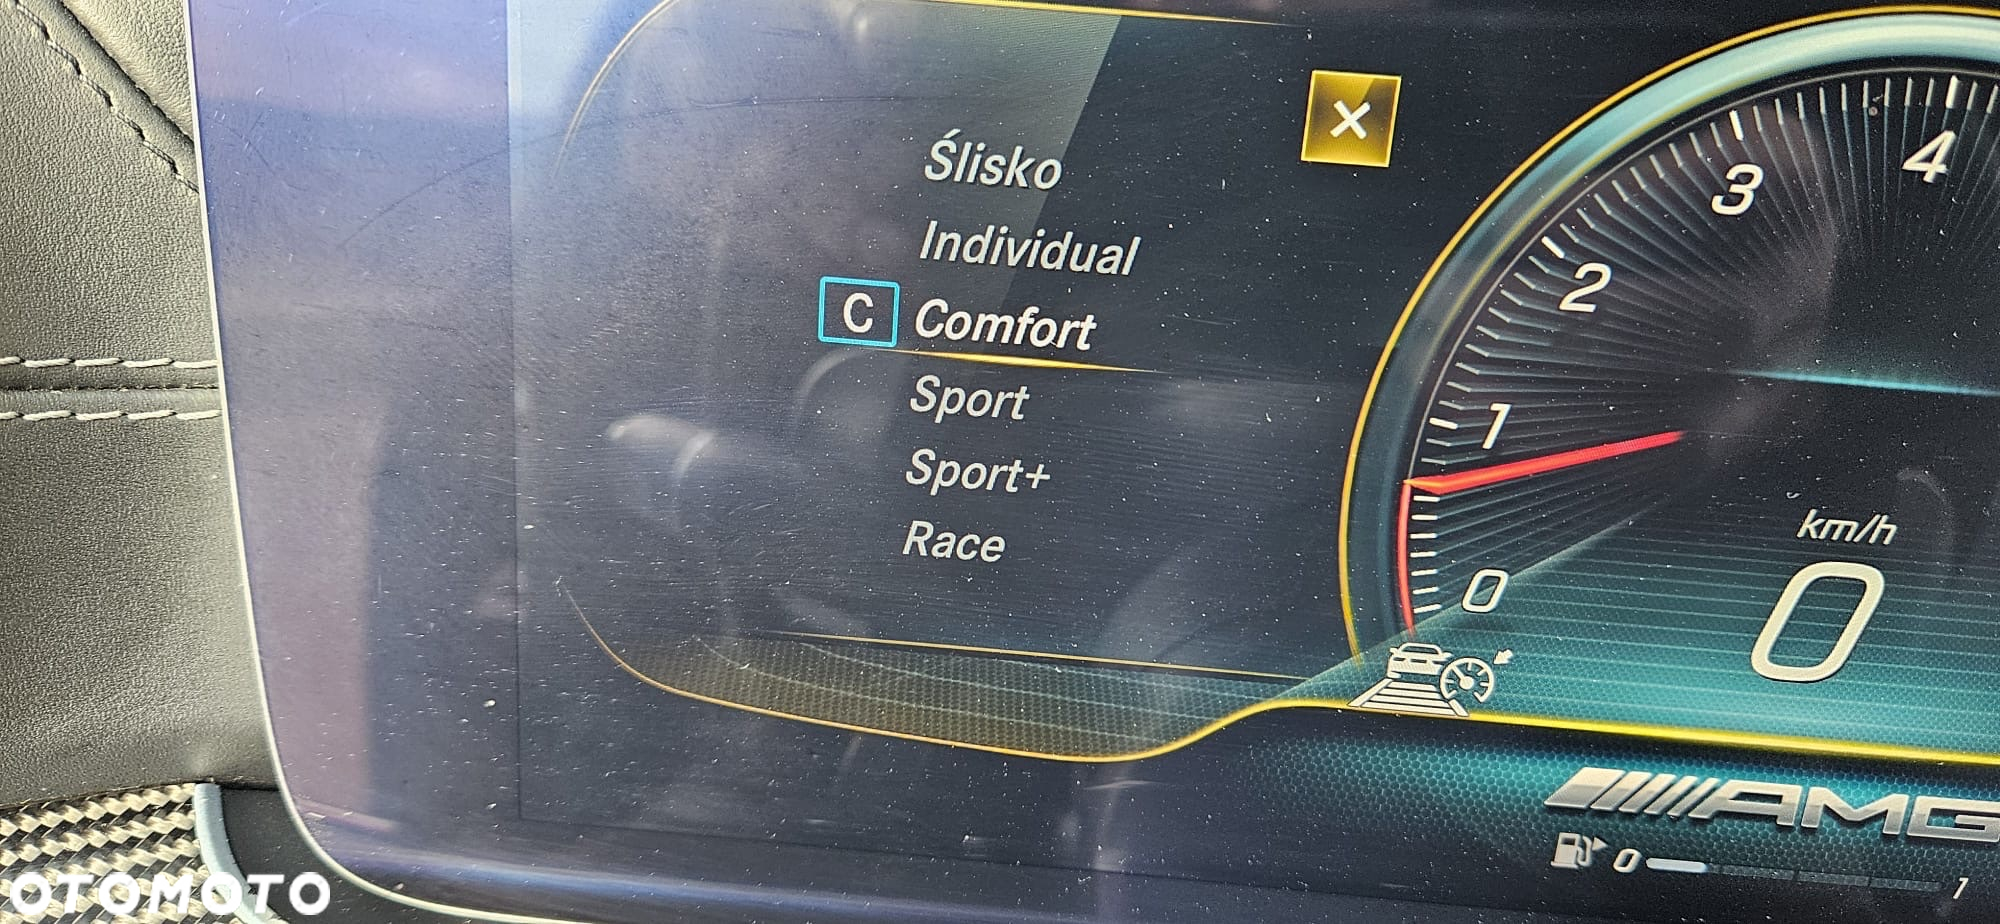 Ślisko
Individual
C Comfort
Sport
Sport+
Race
4
3
2
1
0
km/h
0
AMG
0
1
OTOMOTO